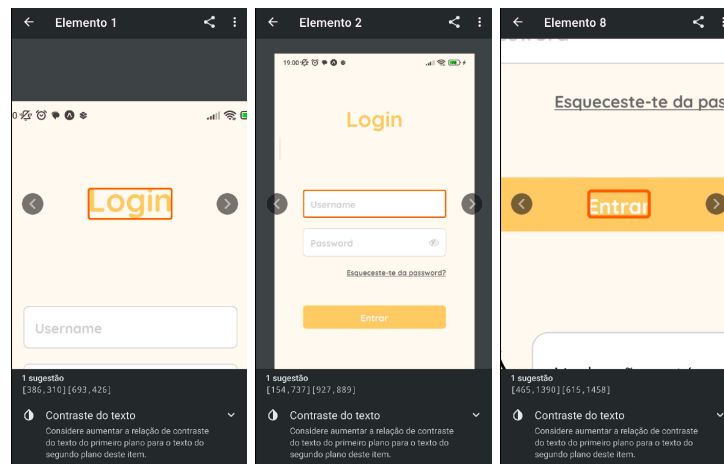 Elemento 1
Login
Username
1 sugestão
[386,310][693,426]
Contraste do texto
Considere aumentar a relação de contraste
do texto do primeiro plano para o texto do
segundo plano deste item.
Elemento 2
19:00
Login
Username
Password
Esqueceste-te da password?
Entrar
1 sugestão
[154,737][927,889]
Contraste do texto
Considere aumentar a relação de contraste
do texto do primeiro plano para o texto do
segundo plano deste item.
Elemento 8
Esqueceste-te da pas
Entrar
1 sugestão
[465,1390][615,1458]
Contraste do texto
Considere aumentar a relação de contraste
do texto do primeiro plano para o texto do
segundo plano deste item.